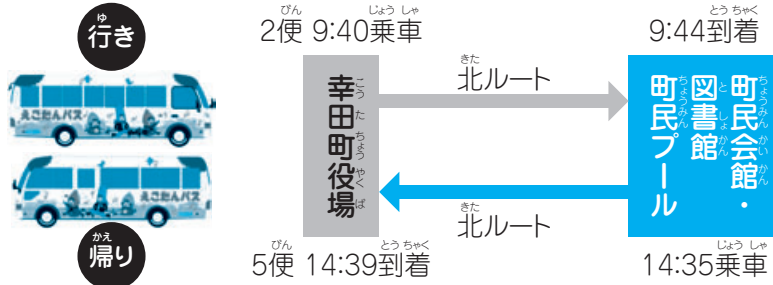 行き
えこたんバス
えこたんバス
帰り
2便 9:40乗車
9:44到着
幸田町役場
北ルート
北ルート
町民会館・
図書館
町民プール
5便 14:39到着
14:35乗車